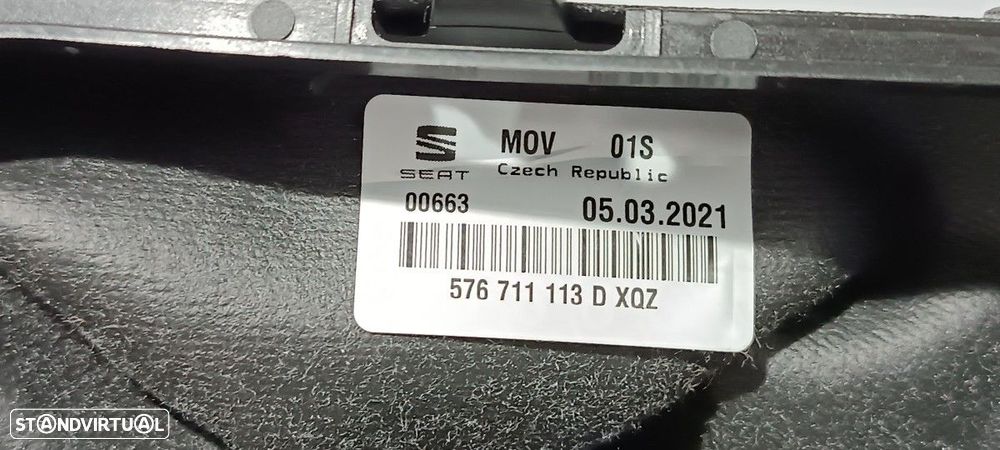 MOV 01S
SEAT Czech Republic
00663 05.03.2021
576 711 113 D XQZ
STANDVIRTUAL